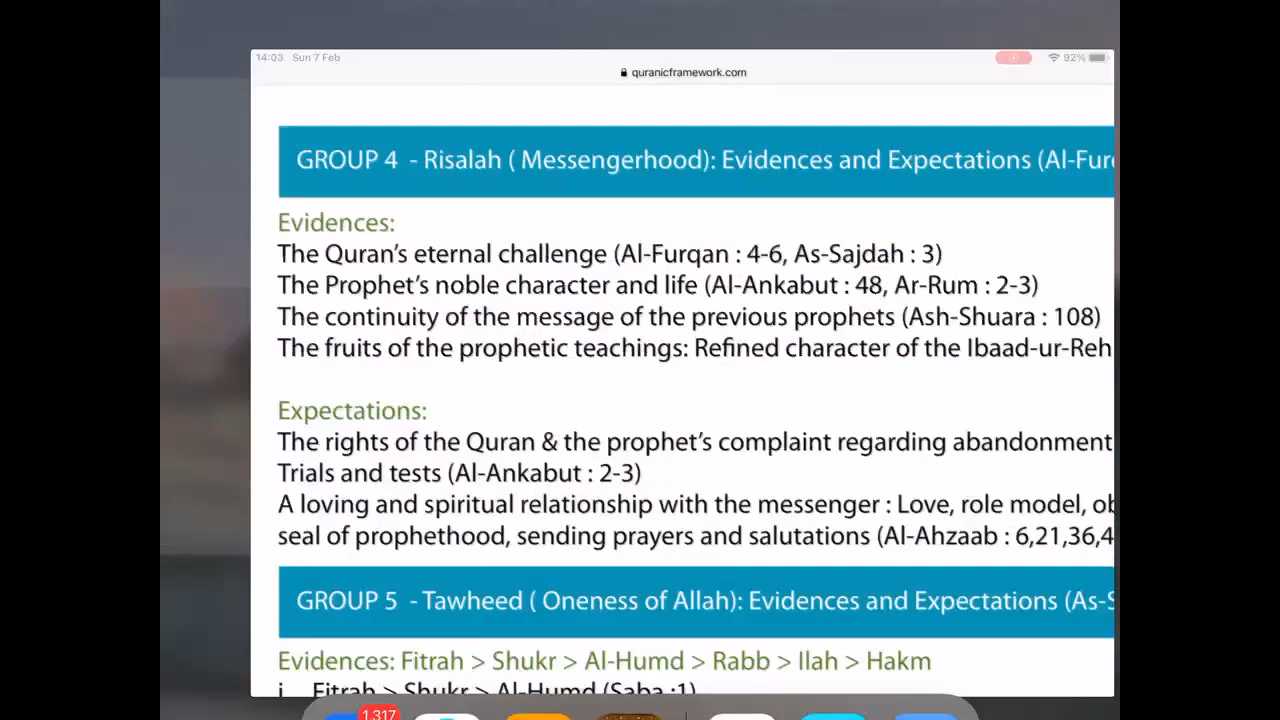 14:03 Sun 7 Feb
92%
quranicframework.com
GROUP 4 - Risalah ( Messengerhood): Evidences and Expectations (Al-Fur
Evidences:
The Quran's eternal challenge (Al-Furqan : 4-6, As-Sajdah : 3)
The Prophet's noble character and life (Al-Ankabut : 48, Ar-Rum : 2-3)
The continuity of the message of the previous prophets (Ash-Shuara : 108)
The fruits of the prophetic teachings: Refined character of the Ibaad-ur-Reh
Expectations:
The rights of the Quran & the prophet's complaint regarding abandonment
Trials and tests (Al-Ankabut : 2-3)
A loving and spiritual relationship with the messenger : Love, role model, ob
seal of prophethood, sending prayers and salutations (Al-Ahzaab : 6,21,36,4
GROUP 5 - Tawheed ( Oneness of Allah): Evidences and Expectations (As-S
Evidences: Fitrah > Shukr > Al-Humd > Rabb > Ilah > Hakm
i Fitrah > Shukr > Al-Humd (Saba :1)
1,317